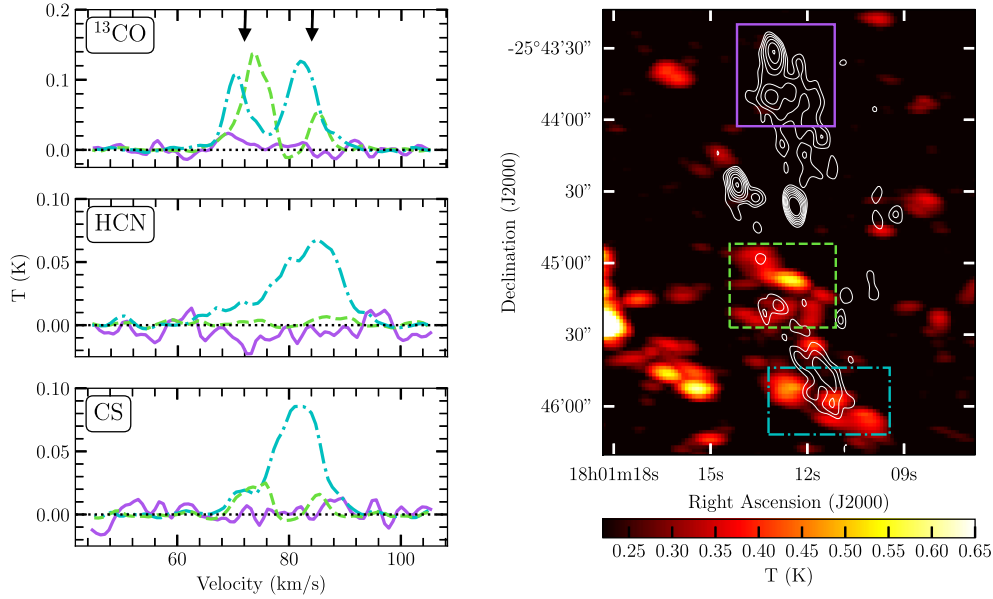 ¹³CO
0.2
0.1
0.0
HCN
0.10
0.05
0.00
T (K)
CS
0.10
0.05
0.00
60 80 100
Velocity (km/s)
-25°43'30”
44'00”
30”
45'00”
30”
46'00”
Declination (J2000)
18h01m18s 15s 12s 09s
Right Ascension (J2000)
0.25 0.30 0.35 0.40 0.45 0.50 0.55 0.60 0.65
T (K)